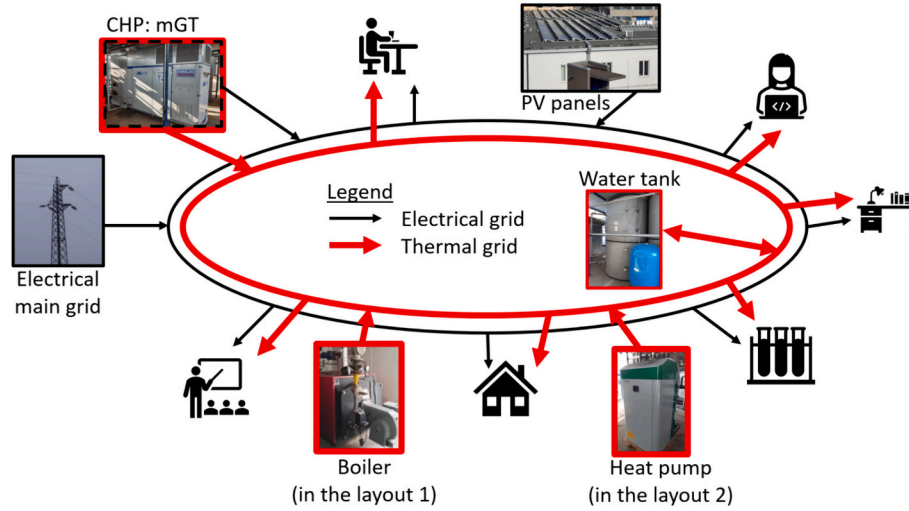 CHP: mGT
PV panels
Water tank
Legend
Electrical grid
Thermal grid
Electrical
main grid
Boiler
(in the layout 1)
Heat pump
(in the layout 2)